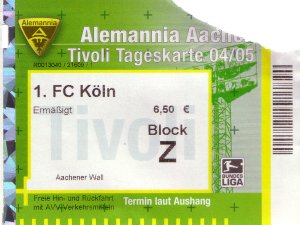 Alemannia
Alemannia Aachen
Tivoli Tageskarte 04/05
1. FC Köln
Ermäßigt 6,50 €
Block
Z
Tivoli
Aachener Wall
BUNDES
LIGA
Freie Hin- und Rückfahrt
mit AVV-Verkehrsmitteln
Termin laut Aushang